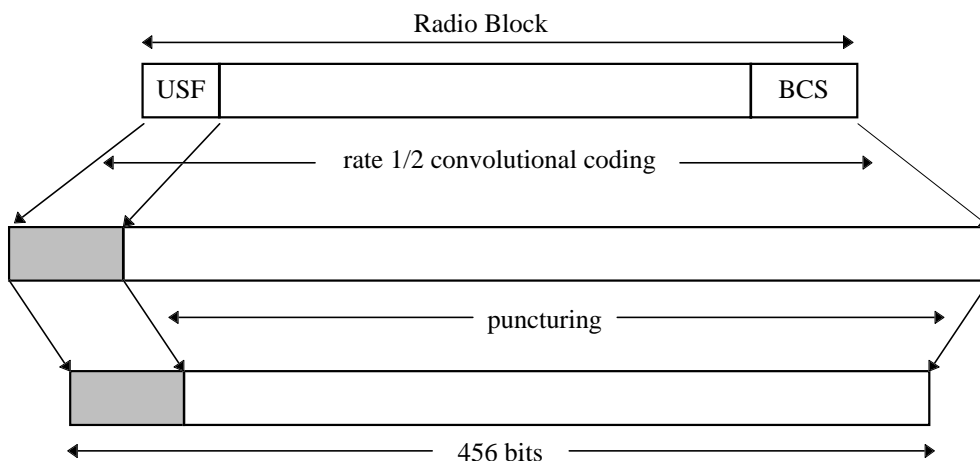 Radio Block
USF
BCS
rate 1/2 convolutional coding
puncturing
456 bits